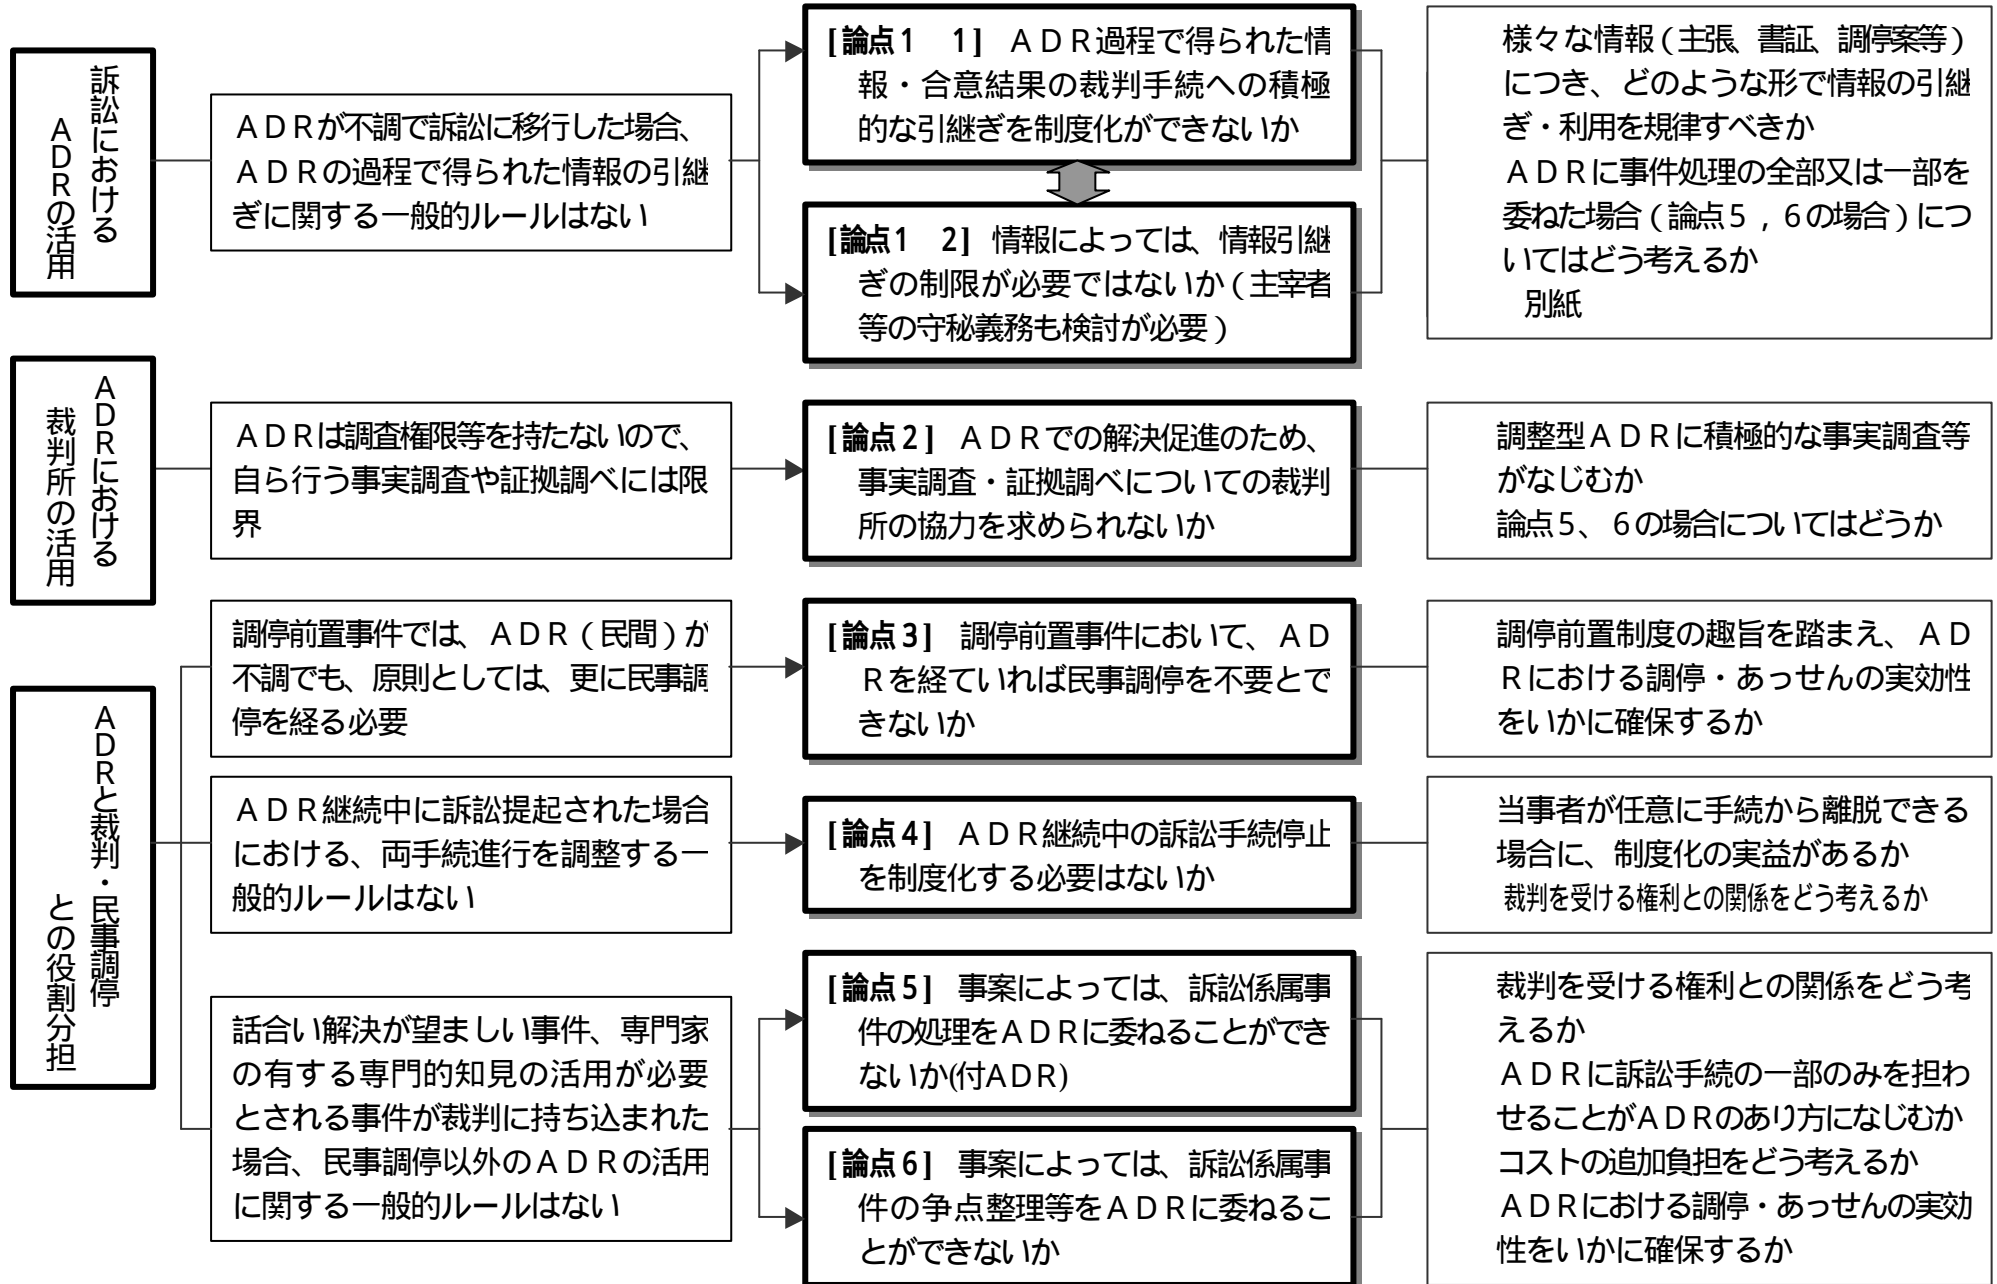 訴訟における
ADRの活用
ADRが不調で訴訟に移行した場合、
ADRの過程で得られた情報の引継
ぎに関する一般的ルールはない
[論点1　1]　ADR過程で得られた情
報・合意結果の裁判手続への積極
的な引継ぎを制度化ができないか
[論点1　2]　情報によっては、情報引継
ぎの制限が必要ではないか（主宰者
等の守秘義務も検討が必要）
様々な情報（主張、書証、調停案等）
につき、どのような形で情報の引継
ぎ・利用を規律すべきか
ADRに事件処理の全部又は一部を
委ねた場合（論点5，6の場合）につ
いてはどう考えるか
別紙
ADRにおける
裁判所の活用
ADRは調査権限等を持たないので、
自ら行う事実調査や証拠調べには限
界
[論点2]　ADRでの解決促進のため、
事実調査・証拠調べについての裁判
所の協力を求められないか
調整型ADRに積極的な事実調査等
がなじむか
論点5、6の場合についてはどうか
ADRと裁判・民事調停
との役割分担
調停前置事件では、ADR（民間）が
不調でも、原則としては、更に民事調
停を経る必要
[論点3]　調停前置事件において、AD
Rを経ていれば民事調停を不要とで
きないか
調停前置制度の趣旨を踏まえ、AD
Rにおける調停・あっせんの実効性
をいかに確保するか
ADR継続中に訴訟提起された場合
における、両手続進行を調整する一
般的ルールはない
[論点4]　ADR継続中の訴訟手続停止
を制度化する必要はないか
当事者が任意に手続から離脱できる
場合に、制度化の実益があるか
裁判を受ける権利との関係をどう考えるか
話合い解決が望ましい事件、専門家
の有する専門的知見の活用が必要
とされる事件が裁判に持ち込まれた
場合、民事調停以外のADRの活用
に関する一般的ルールはない
[論点5]　事案によっては、訴訟係属事
件の処理をADRに委ねることができ
ないか(付ADR)
[論点6]　事案によっては、訴訟係属事
件の争点整理等をADRに委ねるこ
とができないか
裁判を受ける権利との関係をどう考
えるか
ADRに訴訟手続の一部のみを担わ
せることがADRのあり方になじむか
コストの追加負担をどう考えるか
ADRにおける調停・あっせんの実効
性をいかに確保するか